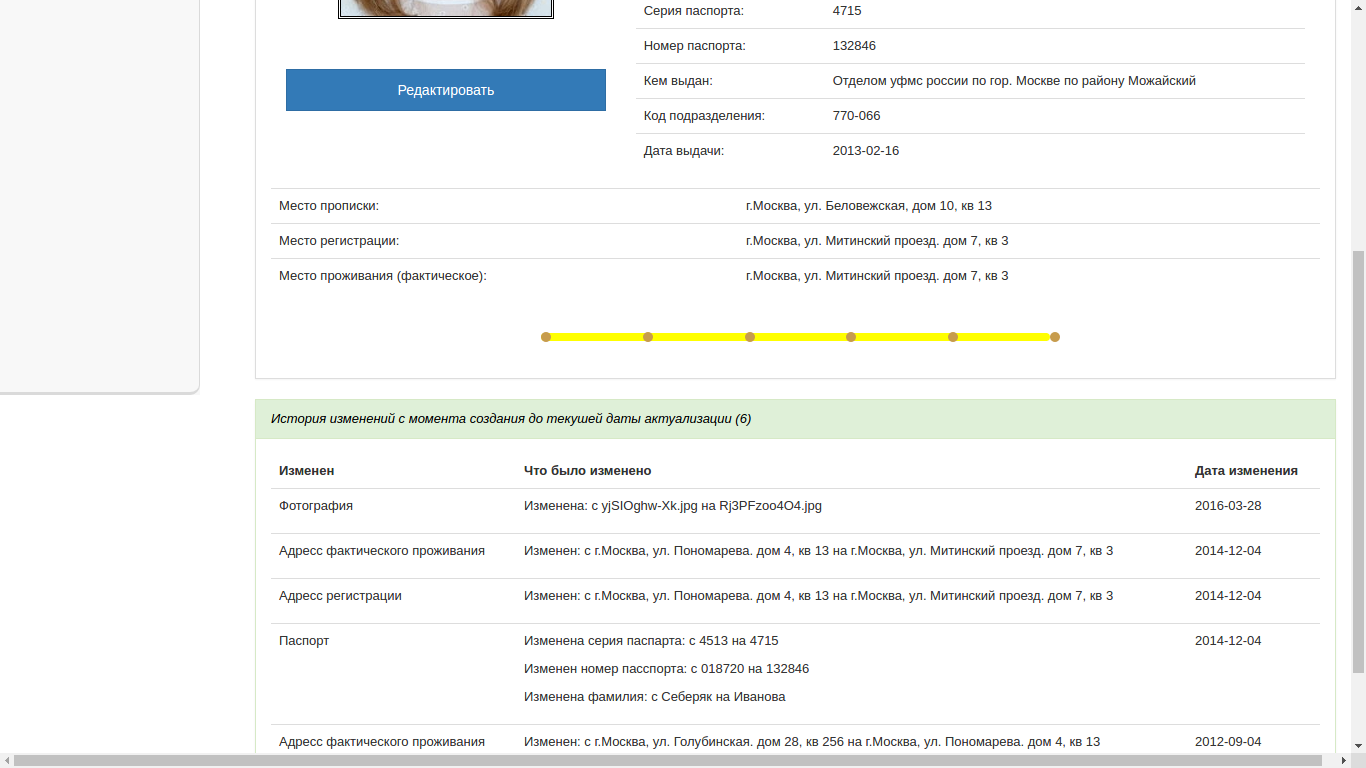 Серия паспорта: 4715
Номер паспорта: 132846
Кем выдан: Отделом уфмс россии по гор. Москве по району Можайский
Редактировать
Код подразделения: 770-066
Дата выдачи: 2013-02-16
Место прописки: г.Москва, ул. Беловежская, дом 10, кв 13
Место регистрации: г.Москва, ул. Митинский проезд. дом 7, кв 3
Место проживания (фактическое): г.Москва, ул. Митинский проезд. дом 7, кв 3
История изменений с момента создания до текушей даты актуализации (6)
Изменен Что было изменено Дата изменения
Фотография Изменена: с yjSIOghw-Xk.jpg на Rj3PFzoo4O4.jpg 2016-03-28
Адресс фактического проживания Изменен: с г.Москва, ул. Пономарева. дом 4, кв 13 на г.Москва, ул. Митинский проезд. дом 7, кв 3 2014-12-04
Адресс регистрации Изменен: с г.Москва, ул. Пономарева. дом 4, кв 13 на г.Москва, ул. Митинский проезд. дом 7, кв 3 2014-12-04
Паспорт Изменена серия паспарта: с 4513 на 4715 2014-12-04
Изменен номер пасспорта: с 018720 на 132846
Изменена фамилия: с Себеряк на Иванова
Адресс фактического проживания Изменен: с г.Москва, ул. Голубинская. дом 28, кв 256 на г.Москва, ул. Пономарева. дом 4, кв 13 2012-09-04